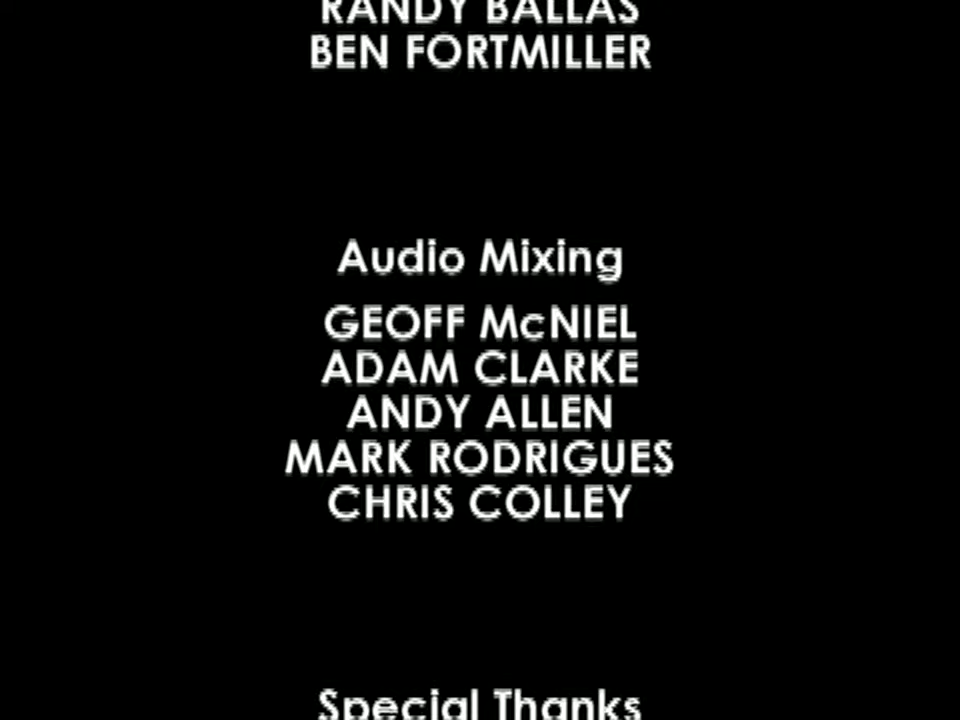 RANDY BALLAS
BEN FORTMILLER
Audio Mixing
GEOFF McNIEL
ADAM CLARKE
ANDY ALLEN
MARK RODRIGUES
CHRIS COLLEY
Special Thanks